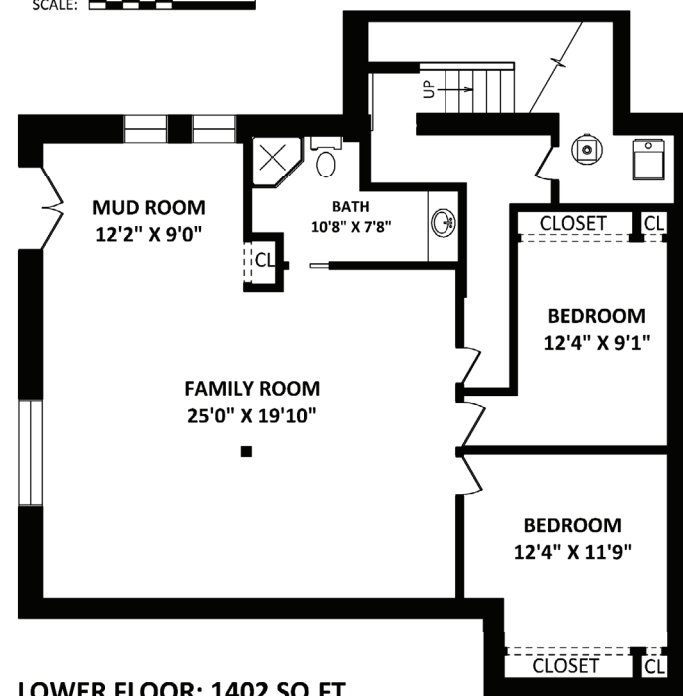 SCALE:
UP
MUD ROOM
12'2" X 9'0"
BATH
10'8" X 7'8"
CLOSET
CL
CL
BEDROOM
12'4" X 9'1"
FAMILY ROOM
25'0" X 19'10"
BEDROOM
12'4" X 11'9"
CLOSET
CL
LOWER FLOOR: 1402 SQ FT